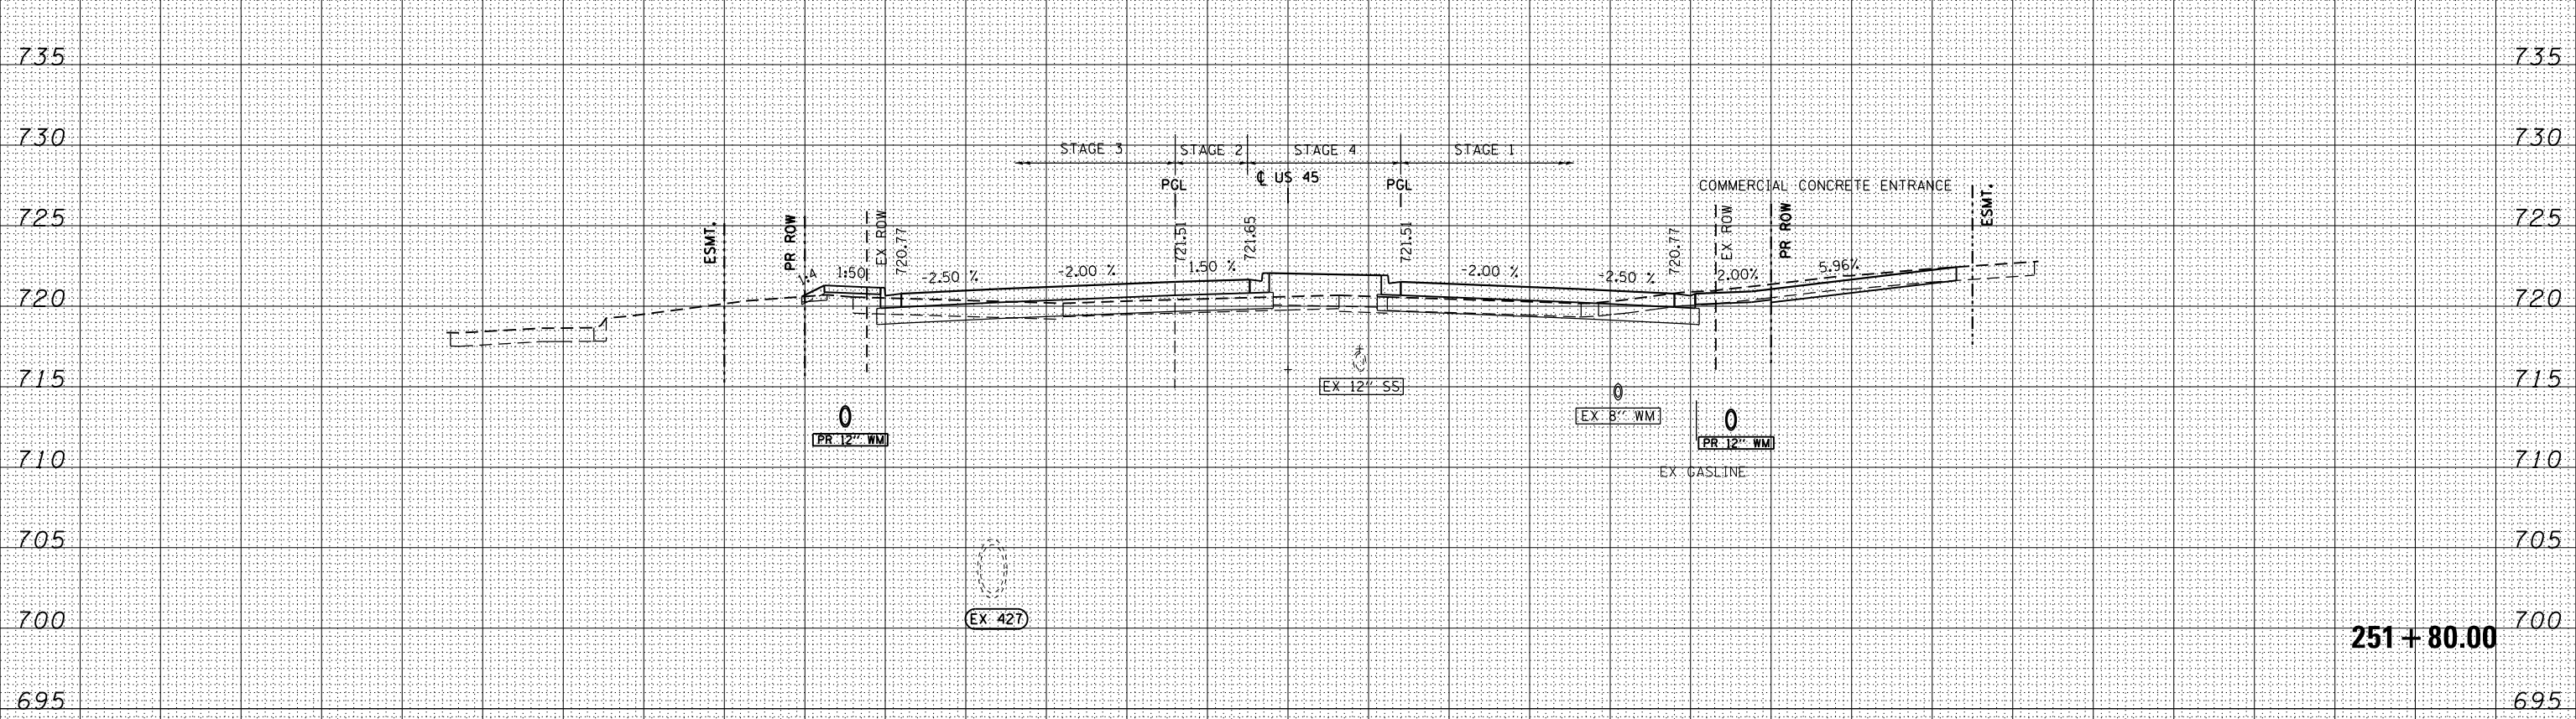 735 735
730 730
STAGE 3 STAGE 2 STAGE 4 STAGE 1
℄ US 45
PGL PGL
COMMERCIAL CONCRETE ENTRANCE
725 725
ESMT. PR ROW EX ROW 720.77 721.51 721.65 721.51 720.77 EX ROW PR ROW ESMT.
1:4 1:50 -2.50 % -2.00 % 1.50 % -2.00 % -2.50 % 2.00% 5.96%
720 720
715 715
EX 12'' SS
EX 8'' WM
PR 12'' WM PR 12'' WM
710 710
EX GASLINE
705 705
EX 427
700 700
251 + 80.00
695 695